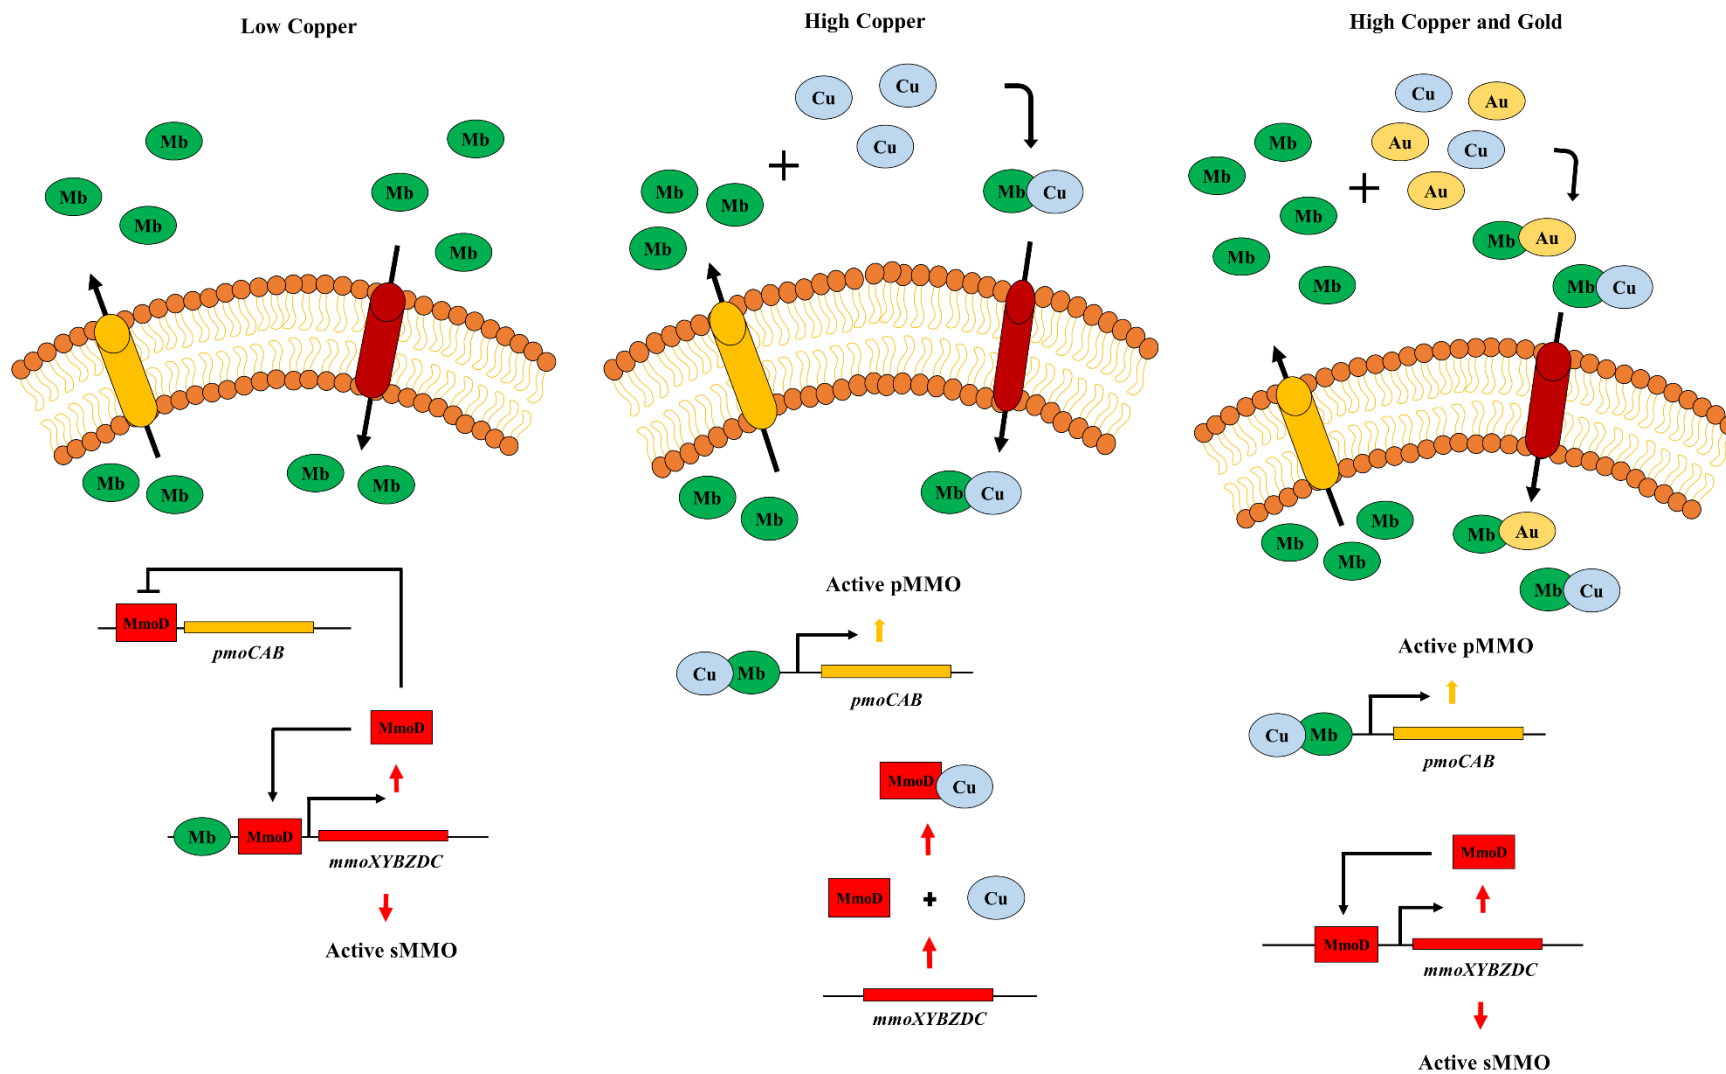 Low Copper
Mb
Mb
Mb
Mb
Mb
Mb
Mb
Mb
Mb
Mb
MmoD
pmoCAB
MmoD
Mb
MmoD
mmoXYBZDC
Active sMMO
High Copper
Cu
Cu
Cu
+
Mb
Mb
Mb
Mb Cu
Mb
Mb
Mb Cu
Active pMMO
Cu Mb
pmoCAB
MmoD Cu
MmoD + Cu
mmoXYBZDC
High Copper and Gold
Cu
Au
Au
Cu
Au
+
Mb
Mb
Mb
Mb
Mb
Mb Au
Mb Cu
Mb
Mb
Mb
Mb Au
Mb Cu
Active pMMO
Cu Mb
pmoCAB
MmoD
MmoD
mmoXYBZDC
Active sMMO